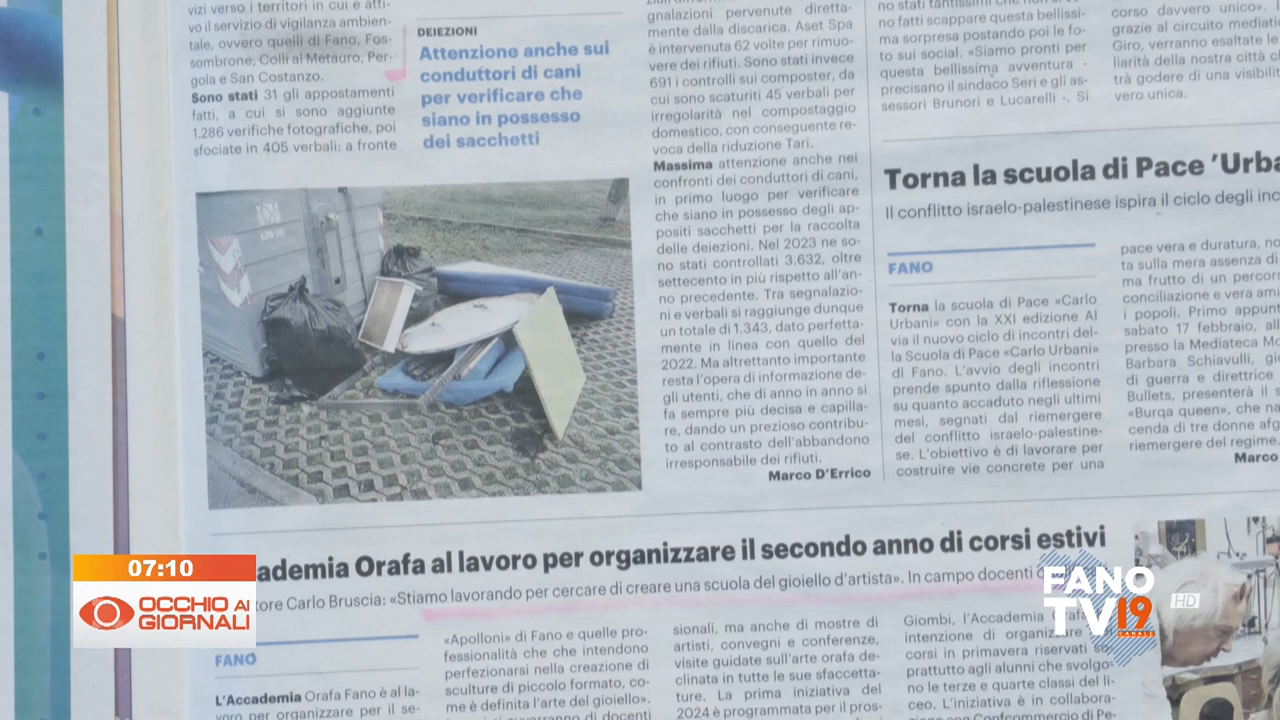 vizi verso i territori in cui è atti-
vo il servizio di vigilanza ambien-
tale, ovvero quelli di Fano, Fos-
sombrone, Colli al Metauro, Per-
gola e San Costanzo.
Sono stati 31 gli appostamenti
fatti, a cui si sono aggiunte
1.286 verifiche fotografiche, poi
sfociate in 405 verbali: a fronte
DEIEZIONI
Attenzione anche sui
conduttori di cani
per verificare che
siano in possesso
dei sacchetti
gnalazioni pervenute diretta-
mente dalla discarica. Aset Spa
è intervenuta 62 volte per rimuo-
vere dei rifiuti. Sono stati invece
691 i controlli sui composter, da
cui sono scaturiti 45 verbali per
irregolarità nel compostaggio
domestico, con conseguente re-
voca della riduzione Tari.
Massima attenzione anche nei
confronti dei conduttori di cani,
in primo luogo per verificare
che siano in possesso degli ap-
positi sacchetti per la raccolta
delle deiezioni. Nel 2023 ne so-
no stati controllati 3.632, oltre
settecento in più rispetto all'an-
no precedente. Tra segnalazio-
ni e verbali si raggiunge dunque
un totale di 1.343, dato perfetta-
mente in linea con quello del
2022. Ma altrettanto importante
resta l'opera di informazione de-
gli utenti, che di anno in anno si
fa sempre più decisa e capilla-
re, dando un prezioso contribu-
to al contrasto dell'abbandono
irresponsabile dei rifiuti.
Marco D'Errico
no stati tantissimi che non
no fatti scappare questa bellissi-
ma sorpresa postando poi le fo-
to sui social. «Siamo pronti per
questa bellissima avventura -
precisano il sindaco Seri e gli as-
sessori Brunori e Lucarelli -. Si
corso davvero unico».
grazie al circuito mediati
Giro, verranno esaltate le
liarità della nostra città c
trà godere di una visibilit
vero unica.
Torna la scuola di Pace 'Urba
Il conflitto israelo-palestinese ispira il ciclo degli inc
FANO
Torna la scuola di Pace «Carlo
Urbani» con la XXI edizione Al
via il nuovo ciclo di incontri del-
la Scuola di Pace «Carlo Urbani»
di Fano. L'avvio degli incontri
prende spunto dalla riflessione
su quanto accaduto negli ultimi
mesi, segnati dal riemergere
del conflitto israelo-palestine-
se. L'obiettivo è di lavorare per
costruire vie concrete per una
pace vera e duratura, no
ta sulla mera assenza di
ma frutto di un percor
conciliazione e vera ami
i popoli. Primo appunt
sabato 17 febbraio, all
presso la Mediateca Mo
Barbara Schiavulli, gi
di guerra e direttrice
Bullets, presenterà il s
«Burqa queen», che na
cenda di tre donne afg
riemergere del regime
Marco
ademia Orafa al lavoro per organizzare il secondo anno di corsi estivi
tore Carlo Bruscia: «Stiamo lavorando per cercare di creare una scuola del gioiello d'artista». In campo docenti
FANO
L'Accademia Orafa Fano è al la-
voro per organizzare per il se-
«Apolloni» di Fano e quelle pro-
fessionalità che che intendono
perfezionarsi nella creazione di
sculture di piccolo formato, co-
me è definita l'arte del gioiello».
sionali, ma anche di mostre di
artisti, convegni e conferenze,
visite guidate sull'arte orafa de-
clinata in tutte le sue sfaccetta-
ture. La prima iniziativa del
2024 è programmata per il pros-
Giombi, l'Accademia Orafa
intenzione di organizzare
corsi in primavera riservati so-
prattutto agli alunni che svolgo-
no le terze e quarte classi del li-
ceo. L'iniziativa è in collabora-
zione con Confcommercio di Pe-
07:10
OCCHIO AI
GIORNALI
FANO
TV19
CANALE
HD